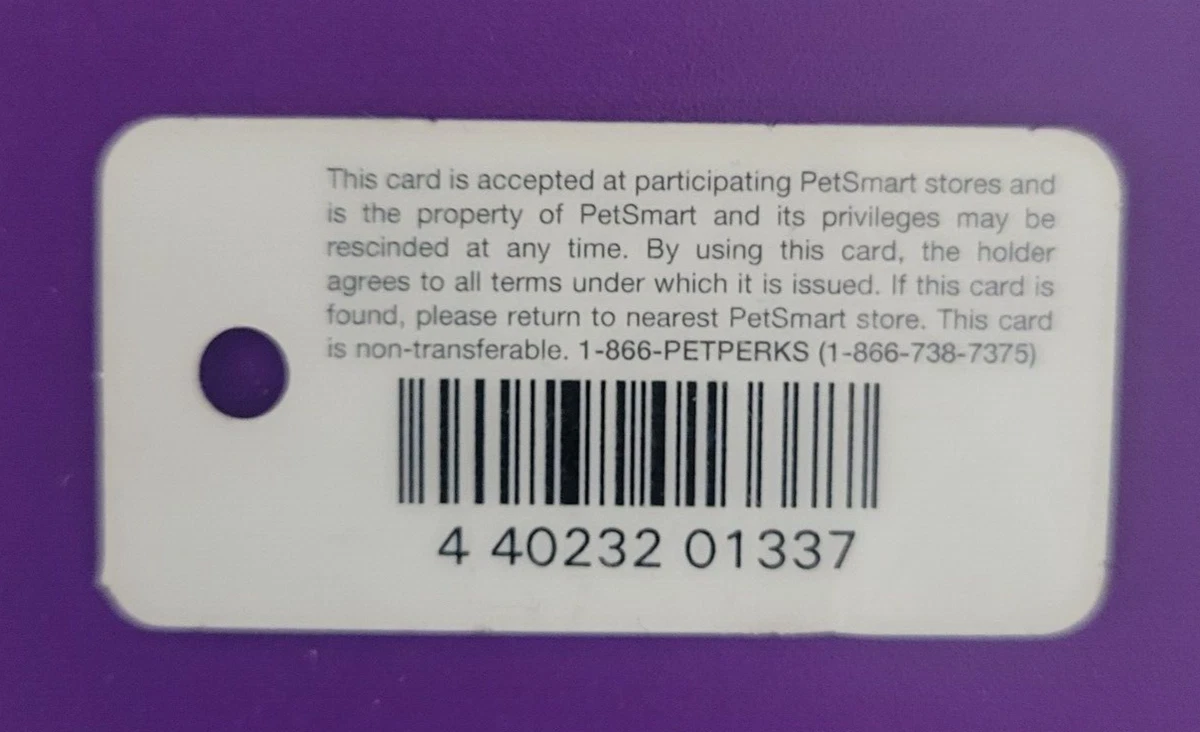 This card is accepted at participating PetSmart stores and
is the property of PetSmart and its privileges may be
rescinded at any time. By using this card, the holder
agrees to all terms under which it is issued. If this card is
found, please return to nearest PetSmart store. This card
is non-transferable. 1-866-PETPERKS (1-866-738-7375)
4 40232 01337